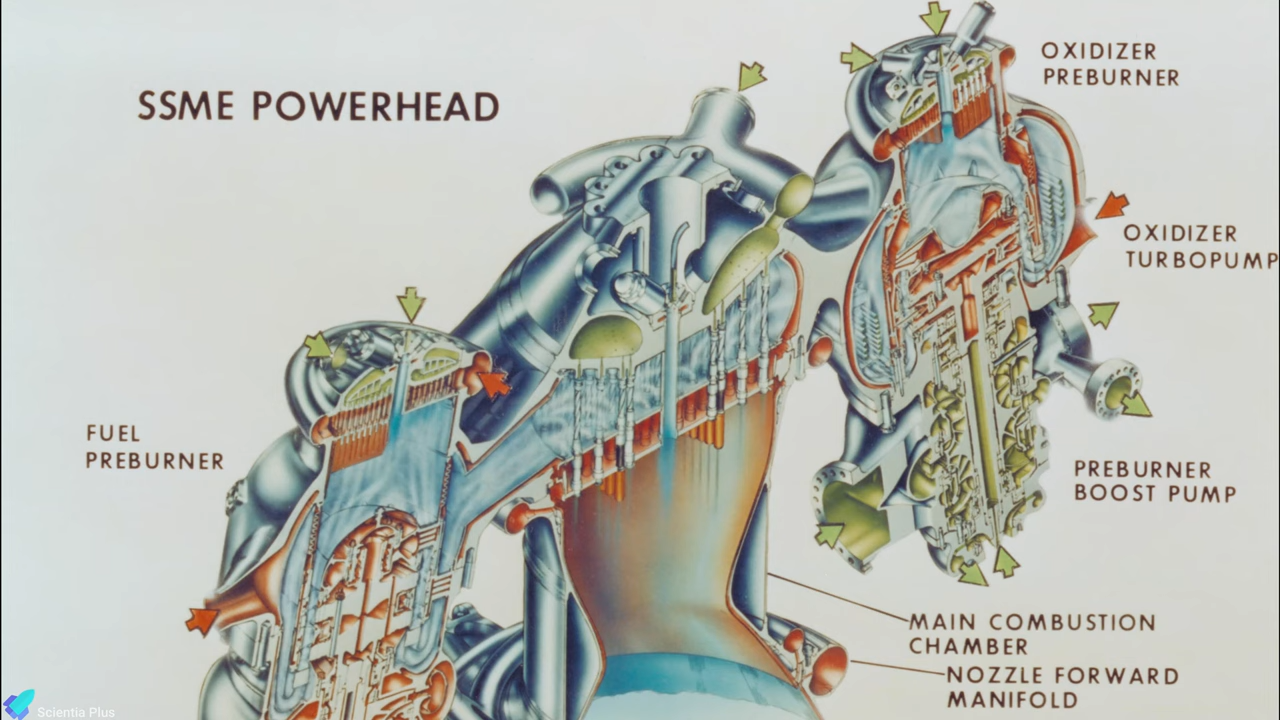 SSME POWERHEAD
OXIDIZER
PREBURNER
OXIDIZER
TURBOPUMP
FUEL
PREBURNER
PREBURNER
BOOST PUMP
MAIN COMBUSTION
CHAMBER
NOZZLE FORWARD
MANIFOLD
Scientia Plus